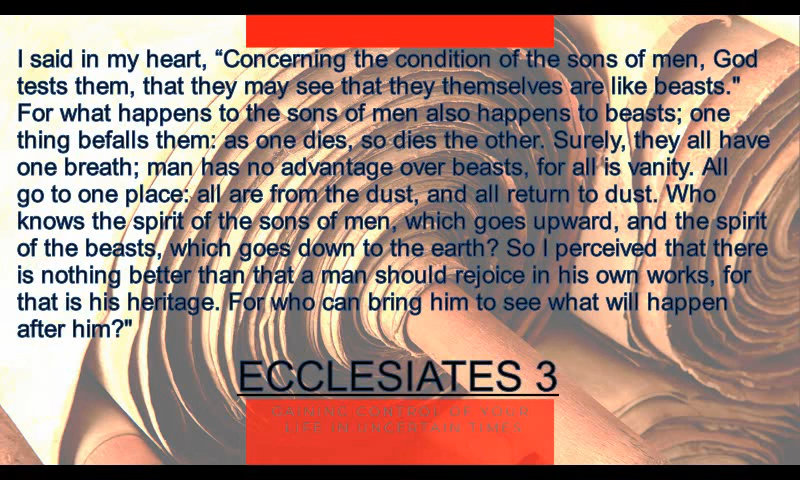 I said in my heart, “Concerning the condition of the sons of men, God
tests them, that they may see that they themselves are like beasts."
For what happens to the sons of men also happens to beasts; one
thing befalls them: as one dies, so dies the other. Surely, they all have
one breath; man has no advantage over beasts, for all is vanity. All
go to one place: all are from the dust, and all return to dust. Who
knows the spirit of the sons of men, which goes upward, and the spirit
of the beasts, which goes down to the earth? So I perceived that there
is nothing better than that a man should rejoice in his own works, for
that is his heritage. For who can bring him to see what will happen
after him?"
ECCLESIATES 3
GAINING CONTROL OF YOUR
LIFE IN UNCERTAIN TIMES